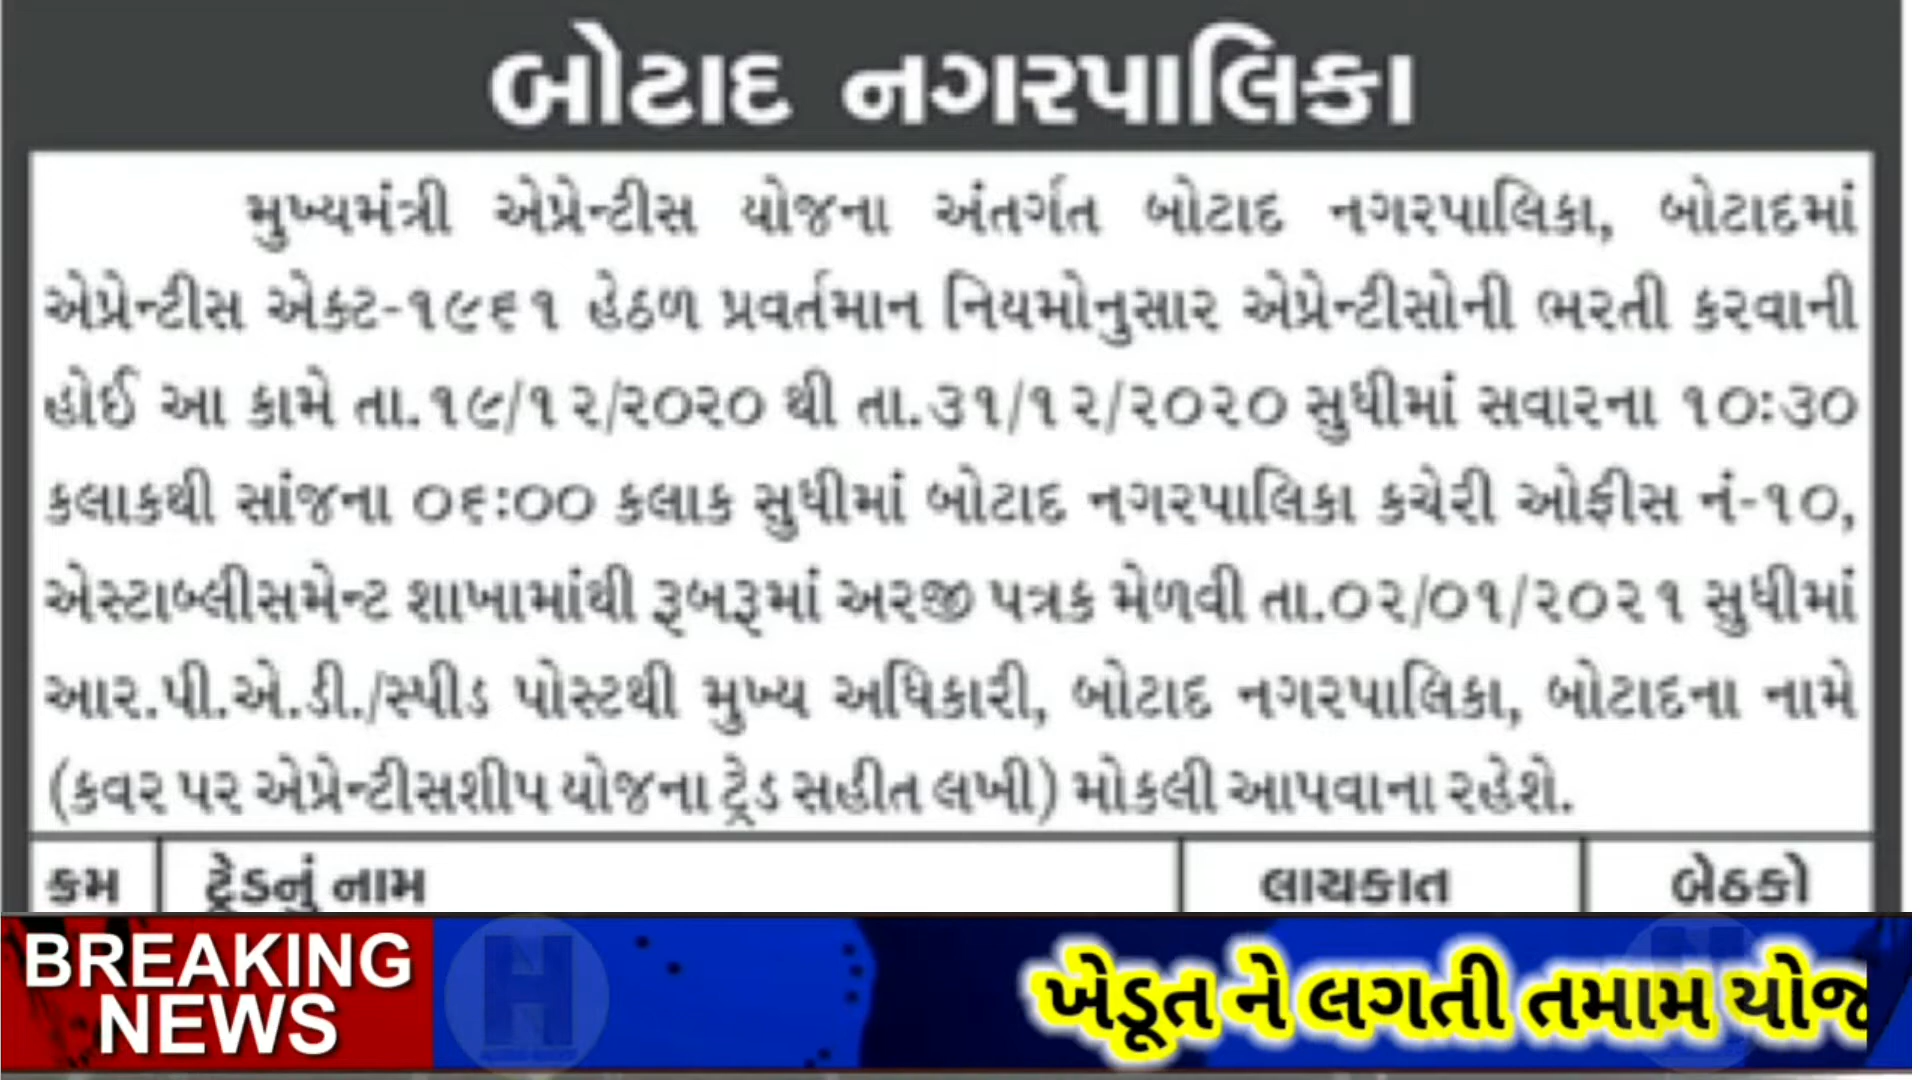 બોટાદ નગરપાલિકા
મુખ્યમંત્રી એપ્રેન્ટીસ યોજના અંતર્ગત બોટાદ નગરપાલિકા, બોટાદમાં
એપ્રેન્ટીસ એક્ટ-૧૯૬૧ હેઠળ પ્રવર્તમાન નિયમોનુસાર એપ્રેન્ટીસોની ભરતી કરવાની
હોઈ આ કામે તા.૧૯/૧૨/૨૦૨૦ થી તા.૩૧/૧૨/૨૦૨૦ સુધીમાં સવારના ૧૦:૩૦
કલાકથી સાંજના ૦૬:૦૦ કલાક સુધીમાં બોટાદ નગરપાલિકા કચેરી ઓફીસ નં-૧૦,
એસ્ટાબ્લીસમેન્ટ શાખામાંથી રૂબરૂમાં અરજી પત્રક મેળવી તા.૦૨/૦૧/૨૦૨૧ સુધીમાં
આર.પી.એ.ડી./સ્પીડ પોસ્ટથી મુખ્ય અધિકારી, બોટાદ નગરપાલિકા, બોટાદના નામે
(કવર પર એપ્રેન્ટીસશીપ યોજના ટ્રેડ સહીત લખી) મોકલી આપવાના રહેશે.
ક્રમ ટ્રેડનું નામ લાયકાત બેઠકો
BREAKING
NEWS
H
ખેડૂત ને લગતી તમામ યોજ